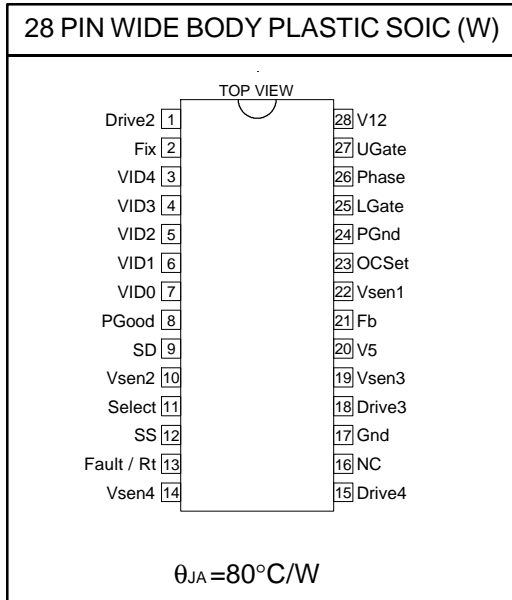 28 PIN WIDE BODY PLASTIC SOIC (W)
TOP VIEW
Drive2 1 28 V12
Fix 2 27 UGate
VID4 3 26 Phase
VID3 4 25 LGate
VID2 5 24 PGnd
VID1 6 23 OCSet
VID0 7 22 Vsen1
PGood 8 21 Fb
SD 9 20 V5
Vsen2 10 19 Vsen3
Select 11 18 Drive3
SS 12 17 Gnd
Fault / Rt 13 16 NC
Vsen4 14 15 Drive4
θJA =80°C/W